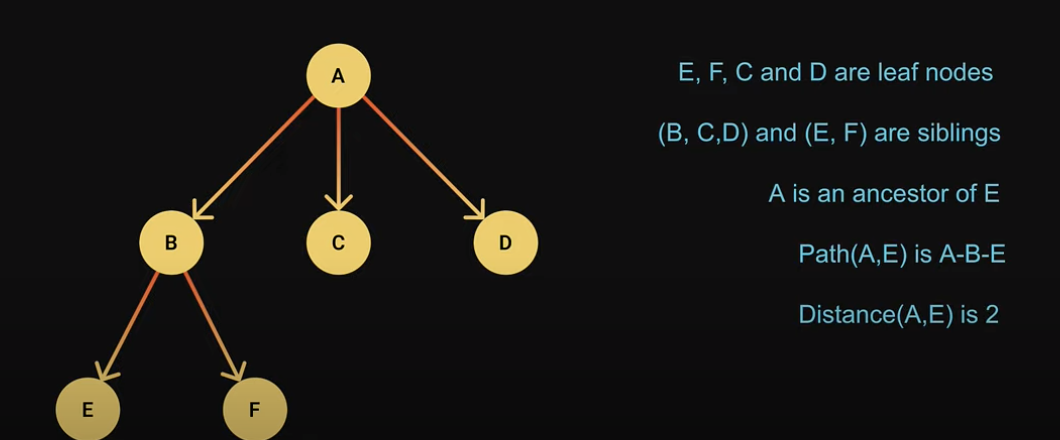 A
B
C
D
E
F
E, F, C and D are leaf nodes
(B, C,D) and (E, F) are siblings
A is an ancestor of E
Path(A,E) is A-B-E
Distance(A,E) is 2